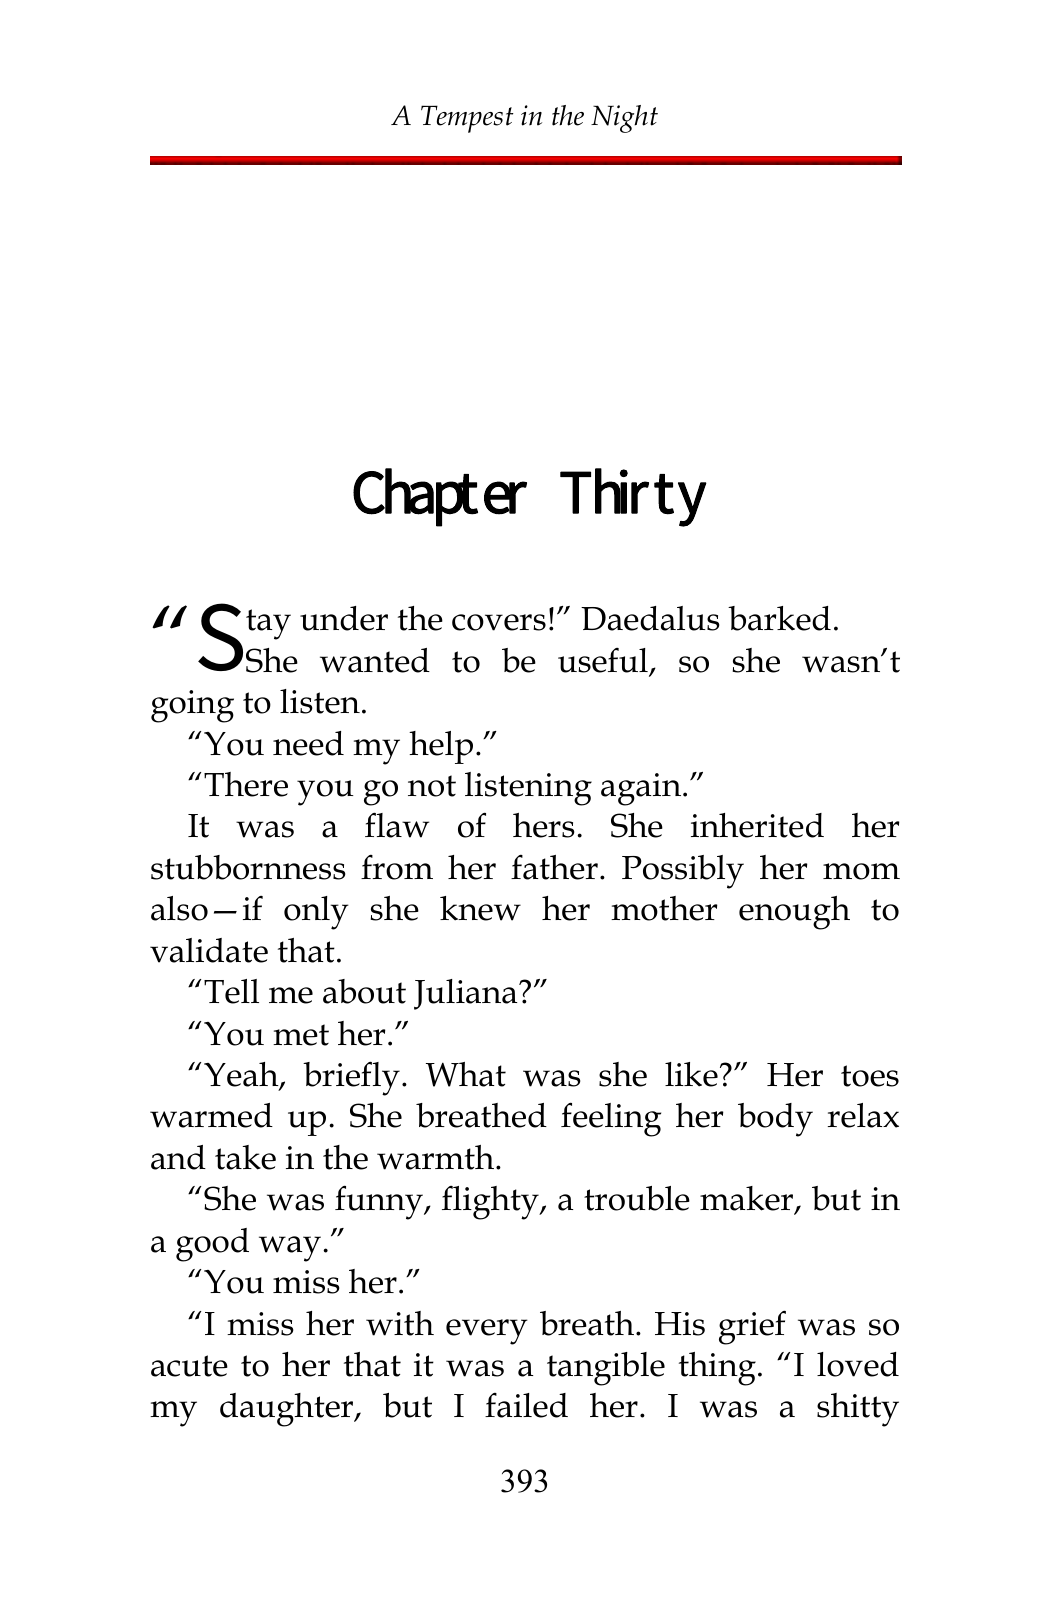 A Tempest in the Night
Chapter Thirty
“Stay under the covers!” Daedalus barked.
She wanted to be useful, so she wasn’t
going to listen.
“You need my help.”
“There you go not listening again.”
It was a flaw of hers. She inherited her
stubbornness from her father. Possibly her mom
also—if only she knew her mother enough to
validate that.
“Tell me about Juliana?”
“You met her.”
“Yeah, briefly. What was she like?” Her toes
warmed up. She breathed feeling her body relax
and take in the warmth.
“She was funny, flighty, a trouble maker, but in
a good way.”
“You miss her.”
“I miss her with every breath. His grief was so
acute to her that it was a tangible thing. “I loved
my daughter, but I failed her. I was a shitty
393